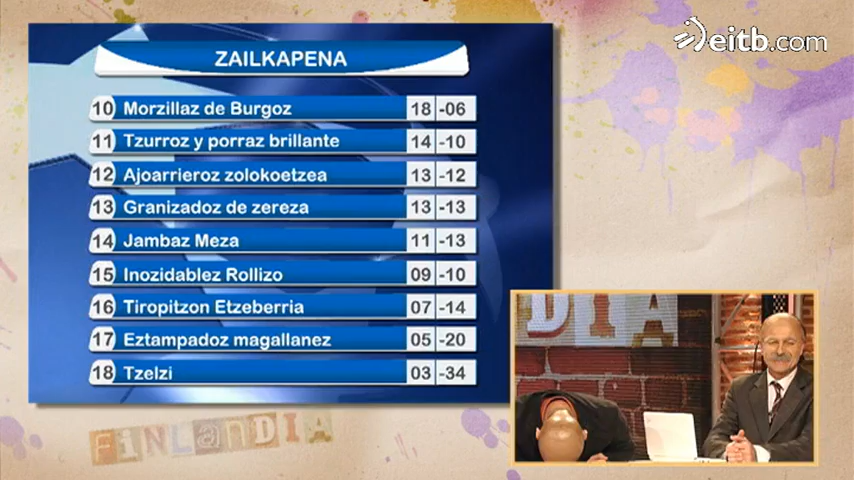 eitb.com
ZAILKAPENA
10 Morzillaz de Burgoz 18 -06
11 Tzurroz y porraz brillante 14 -10
12 Ajoarrieroz zolokoetzea 13 -12
13 Granizadoz de zereza 13 -13
14 Jambaz Meza 11 -13
15 Inozidablez Rollizo 09 -10
16 Tiropitzon Etzeberria 07 -14
17 Eztampadoz magallanez 05 -20
18 Tzelzi 03 -34
DIA
FiNLaNDIA